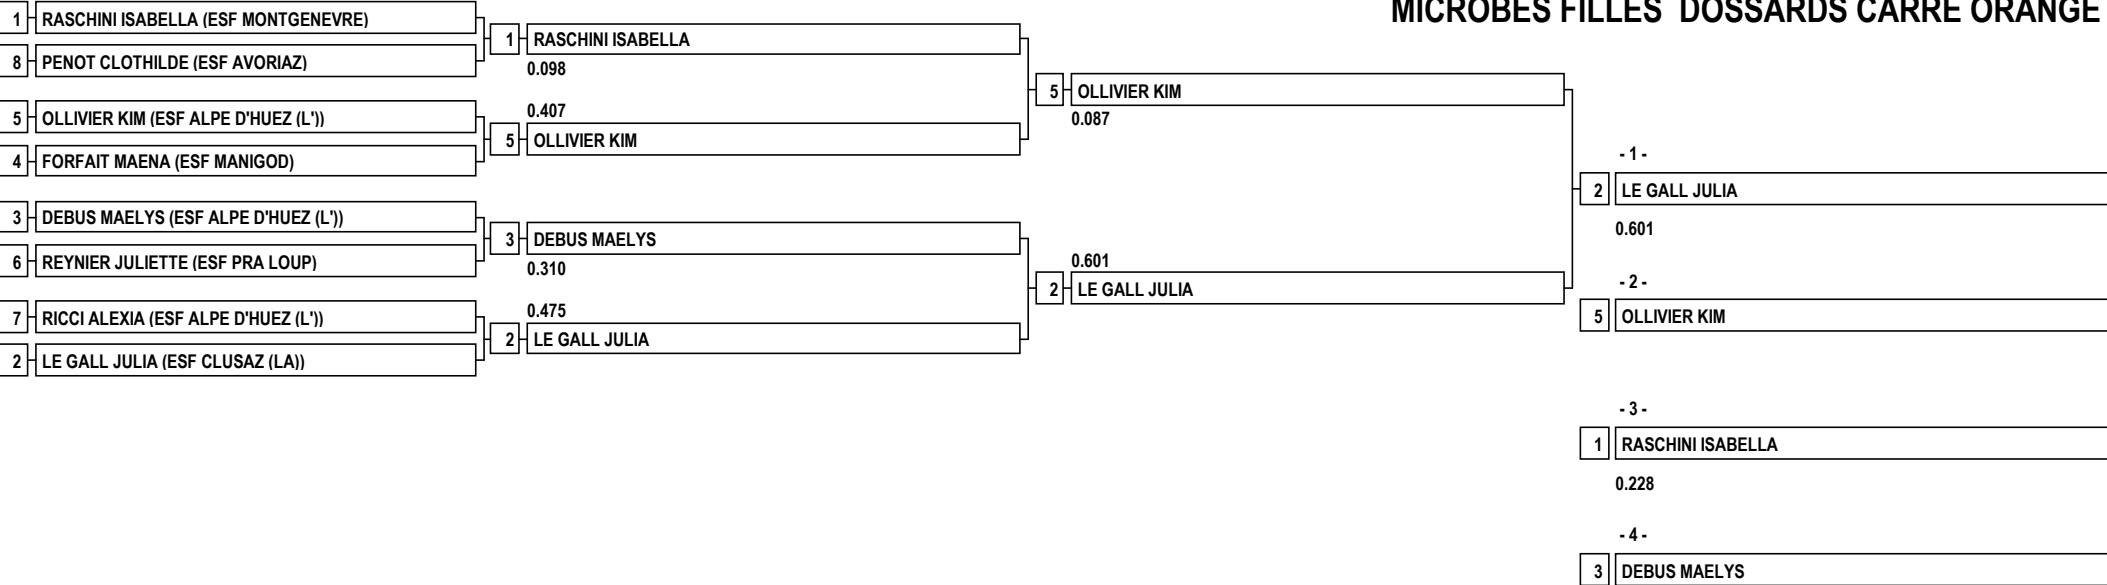 MICROBES FILLES DOSSARDS CARRE ORANGE
1 RASCHINI ISABELLA (ESF MONTGENEVRE)
8 PENOT CLOTHILDE (ESF AVORIAZ)
5 OLLIVIER KIM (ESF ALPE D'HUEZ (L'))
4 FORFAIT MAENA (ESF MANIGOD)
3 DEBUS MAELYS (ESF ALPE D'HUEZ (L'))
6 REYNIER JULIETTE (ESF PRA LOUP)
7 RICCI ALEXIA (ESF ALPE D'HUEZ (L'))
2 LE GALL JULIA (ESF CLUSAZ (LA))
1 RASCHINI ISABELLA
0.098
0.407
5 OLLIVIER KIM
3 DEBUS MAELYS
0.310
0.475
2 LE GALL JULIA
5 OLLIVIER KIM
0.087
0.601
2 LE GALL JULIA
- 1 -
2 LE GALL JULIA
0.601
- 2 -
5 OLLIVIER KIM
- 3 -
1 RASCHINI ISABELLA
0.228
- 4 -
3 DEBUS MAELYS